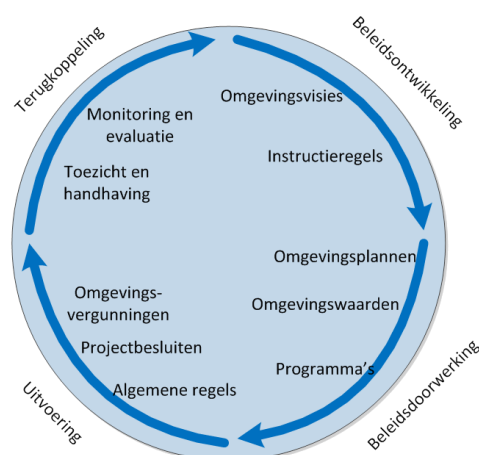 Terugkoppeling
Beleidsontwikkeling
Omgevingsvisies
Monitoring en
evaluatie
Instructieregels
Toezicht en
handhaving
Omgevingsplannen
Omgevingswaarden
Programma's
Omgevings-
vergunningen
Projectbesluiten
Algemene regels
Uitvoering
Beleidsdoorwerking